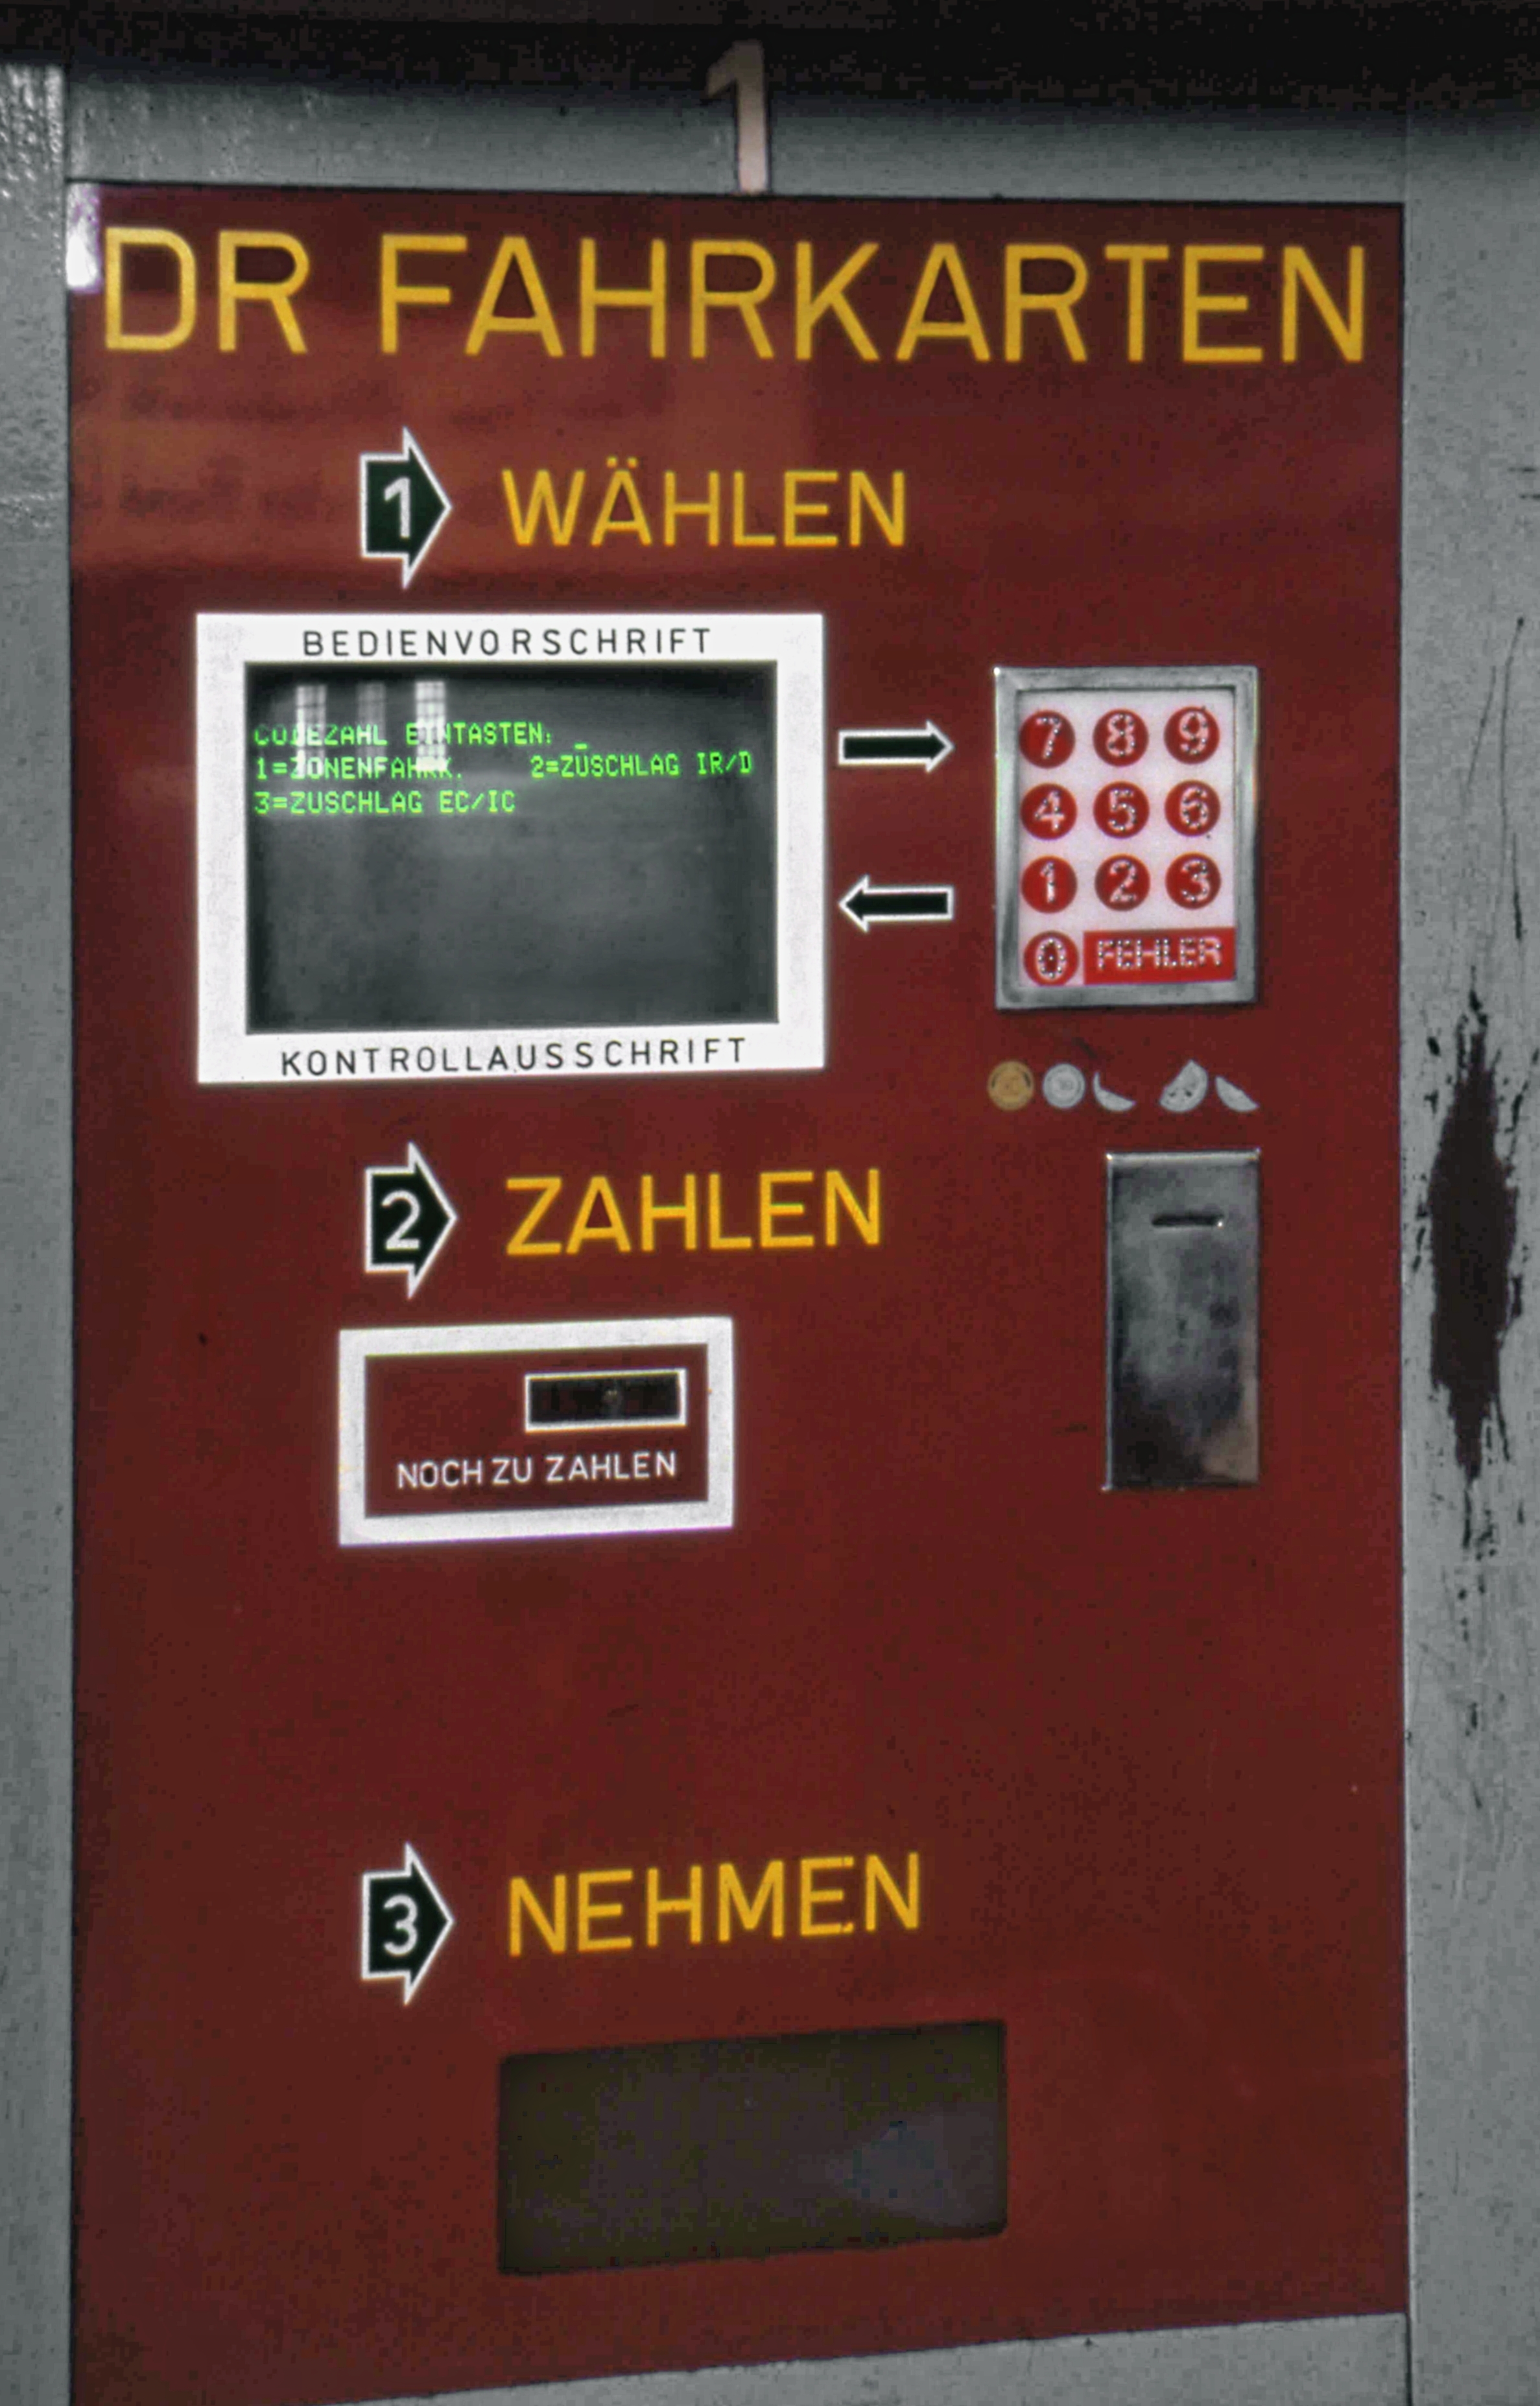 1
DR FAHRKARTEN
1 WÄHLEN
BEDIENVORSCHRIFT
CODEZAHL EINTASTEN: _
1=ZONENFAHRK. 2=ZUSCHLAG IR/D
3=ZUSCHLAG EC/IC
KONTROLLAUSSCHRIFT
7 8 9
4 5 6
1 2 3
0 FEHLER
2 ZAHLEN
NOCH ZU ZAHLEN
3 NEHMEN